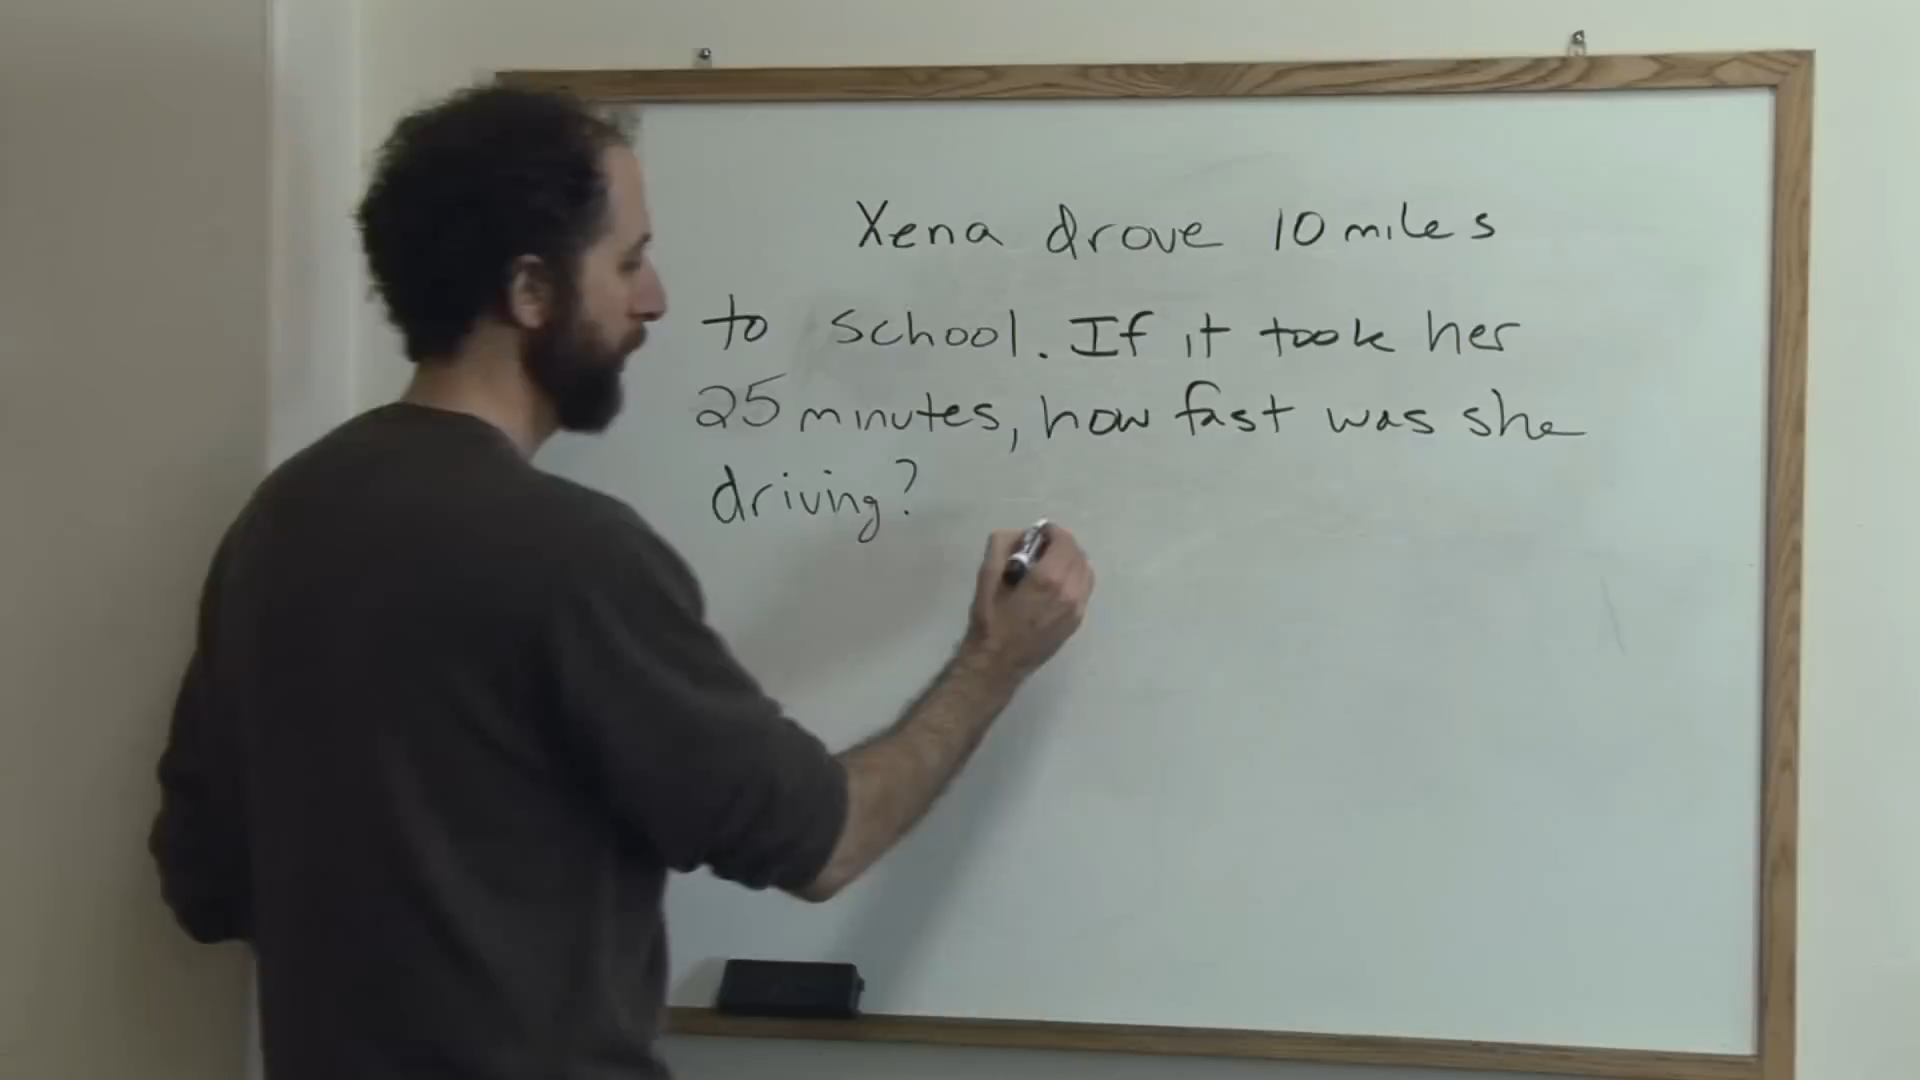 Xena drove 10 miles
to school. If it took her
25 minutes, how fast was she
driving?